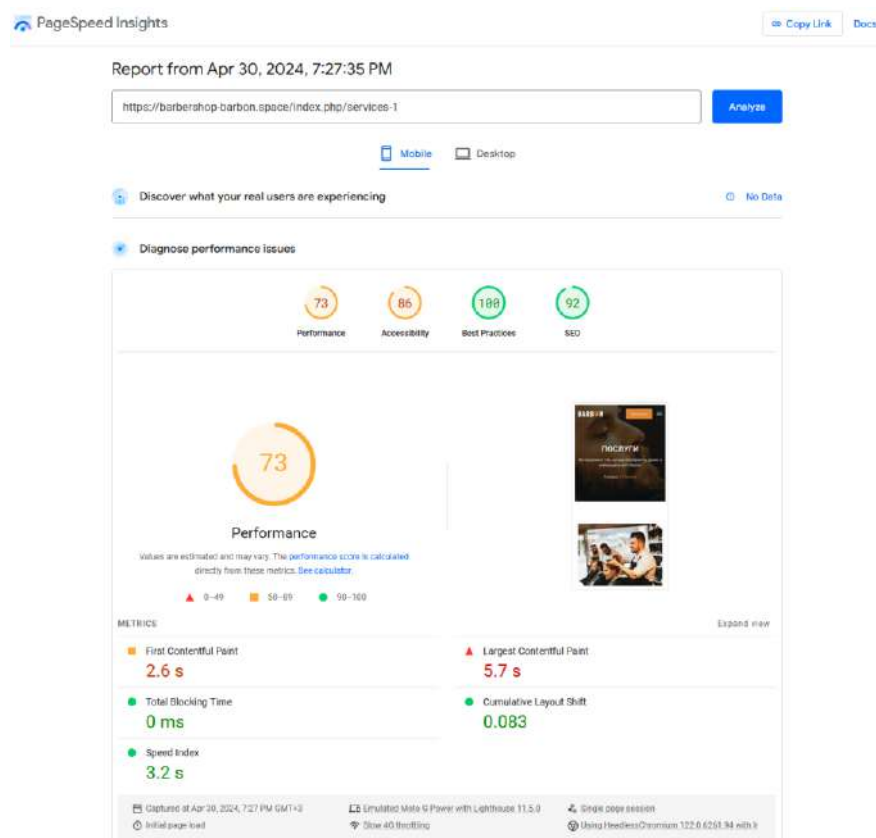 PageSpeed Insights
Copy Link
Docs
Report from Apr 30, 2024, 7:27:35 PM
https://barbershop-barbon.space/index.php/services-1
Analyze
Mobile
Desktop
Discover what your real users are experiencing
No Data
Diagnose performance issues
73
86
100
92
Performance
Accessibility
Best Practices
SEO
BARBON
ПОСЛУГИ
73
Performance
Values are estimated and may vary. The performance score is calculated
directly from these metrics. See calculator.
0-49
50-89
90-100
METRICS
Expand view
First Contentful Paint
2.6 s
Largest Contentful Paint
5.7 s
Total Blocking Time
0 ms
Cumulative Layout Shift
0.083
Speed Index
3.2 s
Captured at Apr 30, 2024, 7:27 PM GMT+3
Emulated Moto G Power with Lighthouse 11.5.0
Single page session
Initial page load
Slow 4G throttling
Using HeadlessChromium 122.0.6261.94 with lr